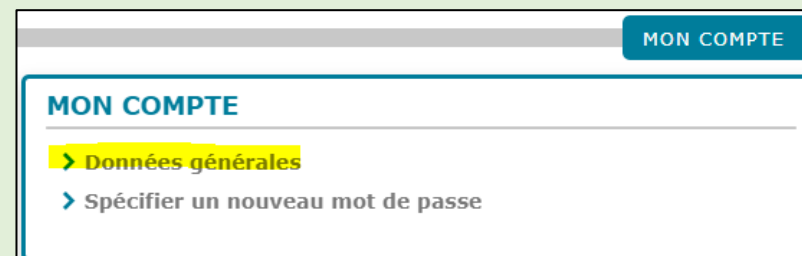 MON COMPTE
MON COMPTE
Données générales
Spécifier un nouveau mot de passe